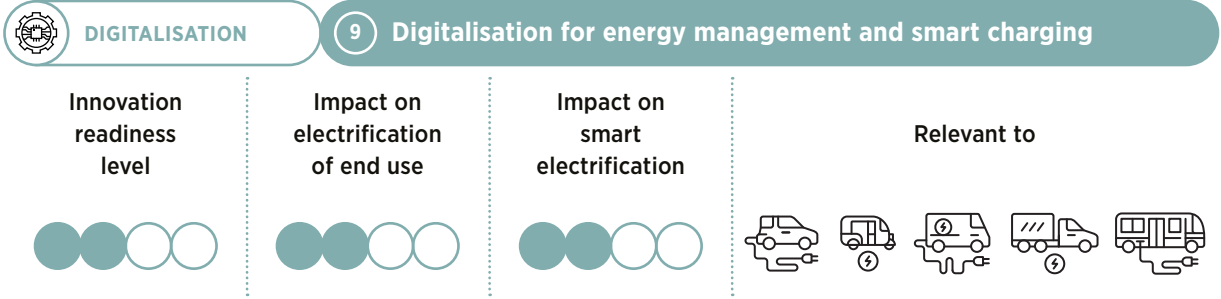 DIGITALISATION
9 Digitalisation for energy management and smart charging
Innovation
readiness
level
Impact on
electrification
of end use
Impact on
smart
electrification
Relevant to